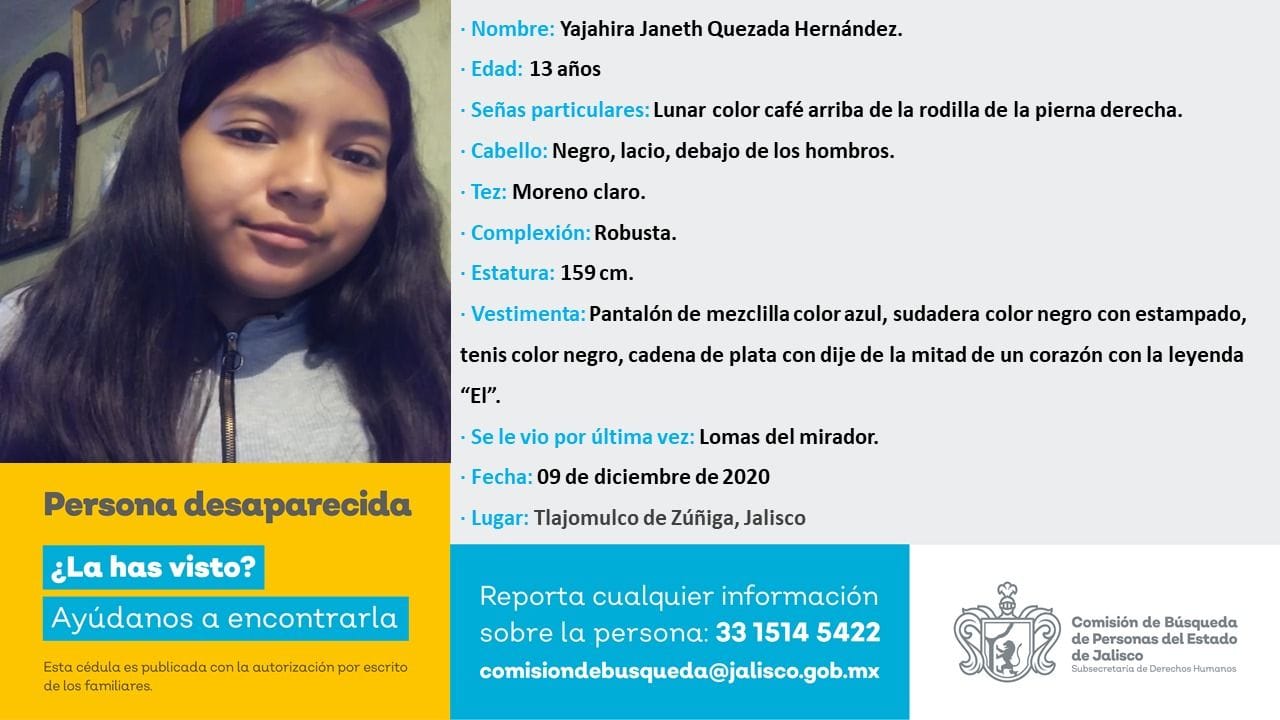 · Nombre: Yajahira Janeth Quezada Hernández.
· Edad: 13 años
· Señas particulares: Lunar color café arriba de la rodilla de la pierna derecha.
· Cabello: Negro, lacio, debajo de los hombros.
· Tez: Moreno claro.
· Complexión: Robusta.
· Estatura: 159 cm.
· Vestimenta: Pantalón de mezclilla color azul, sudadera color negro con estampado,
tenis color negro, cadena de plata con dije de la mitad de un corazón con la leyenda
“El”.
· Se le vio por última vez: Lomas del mirador.
· Fecha: 09 de diciembre de 2020
· Lugar: Tlajomulco de Zúñiga, Jalisco
Persona desaparecida
¿La has visto?
Ayúdanos a encontrarla
Esta cédula es publicada con la autorización por escrito
de los familiares.
Reporta cualquier información
sobre la persona: 33 1514 5422
comisiondebusqueda@jalisco.gob.mx
Comisión de Búsqueda
de Personas del Estado
de Jalisco
Subsecretaría de Derechos Humanos